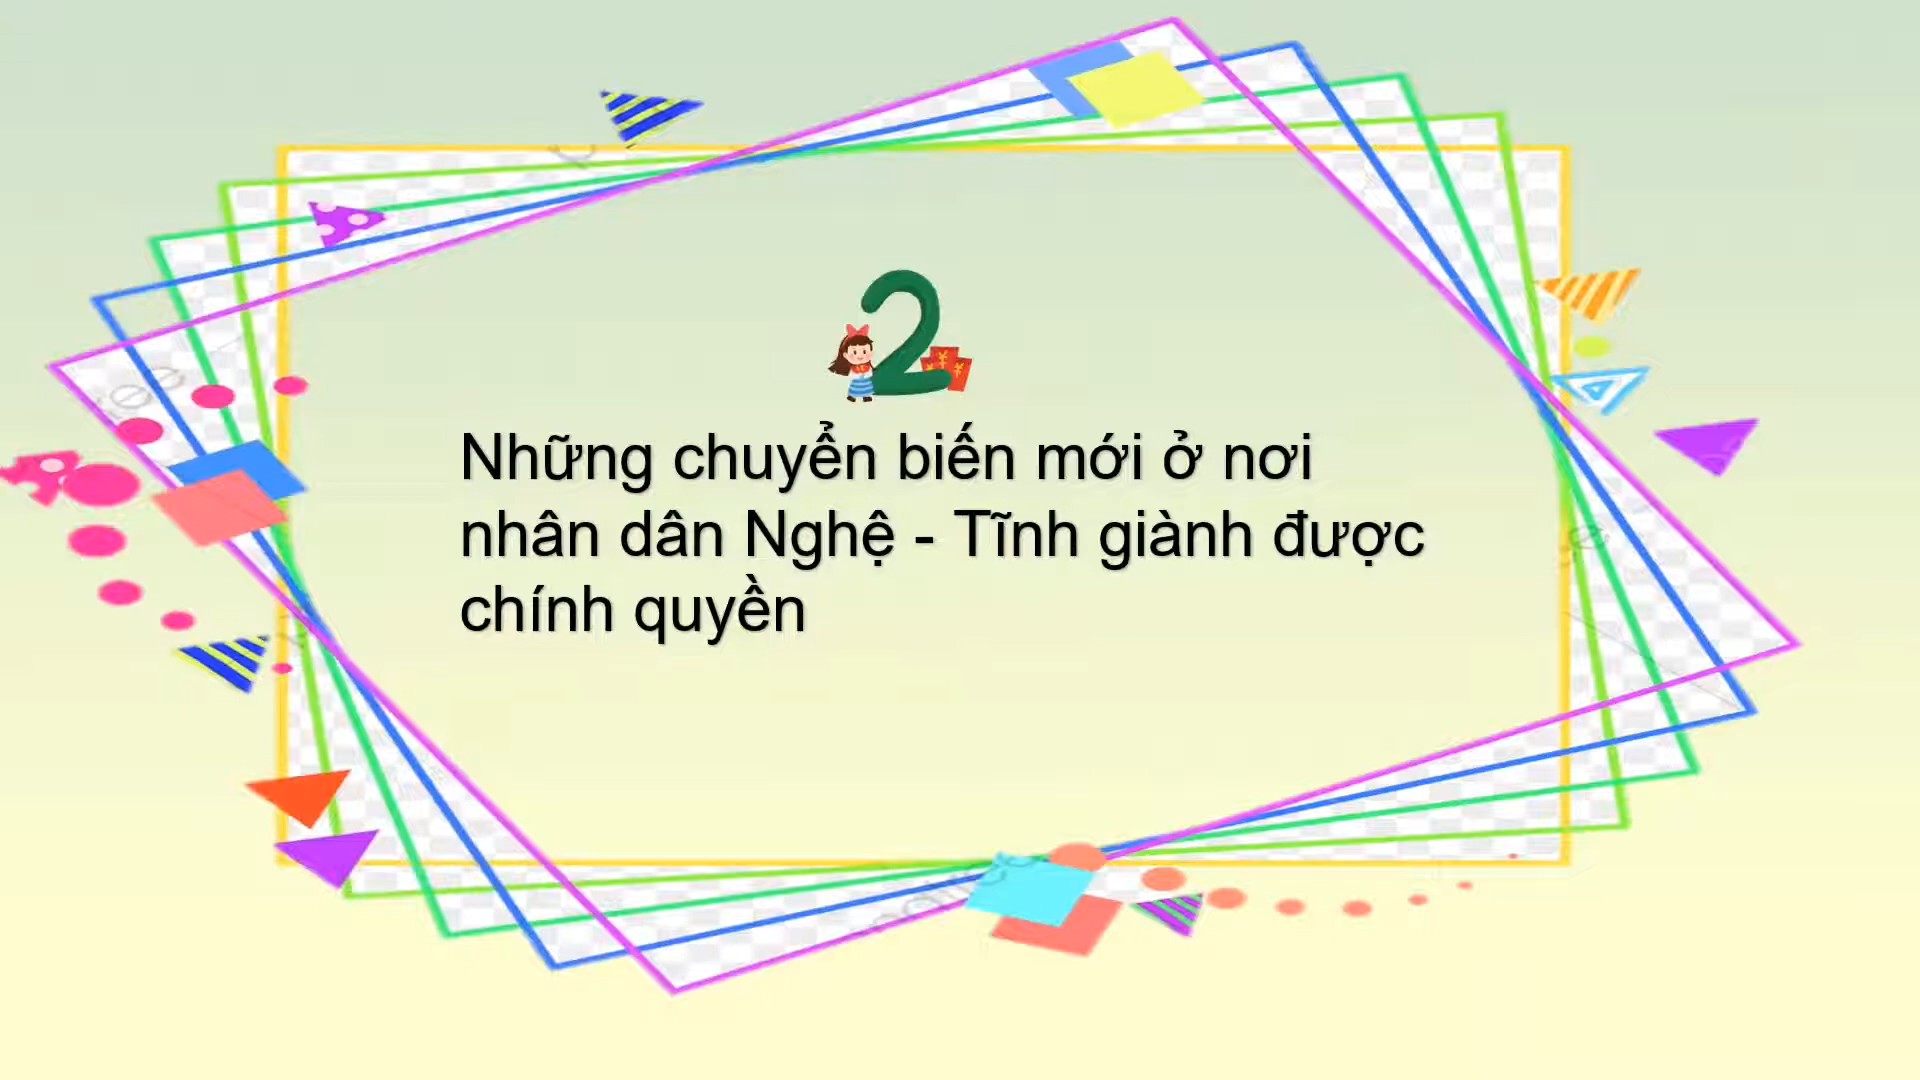 2
Những chuyển biến mới ở nơi
nhân dân Nghệ - Tĩnh giành được
chính quyền